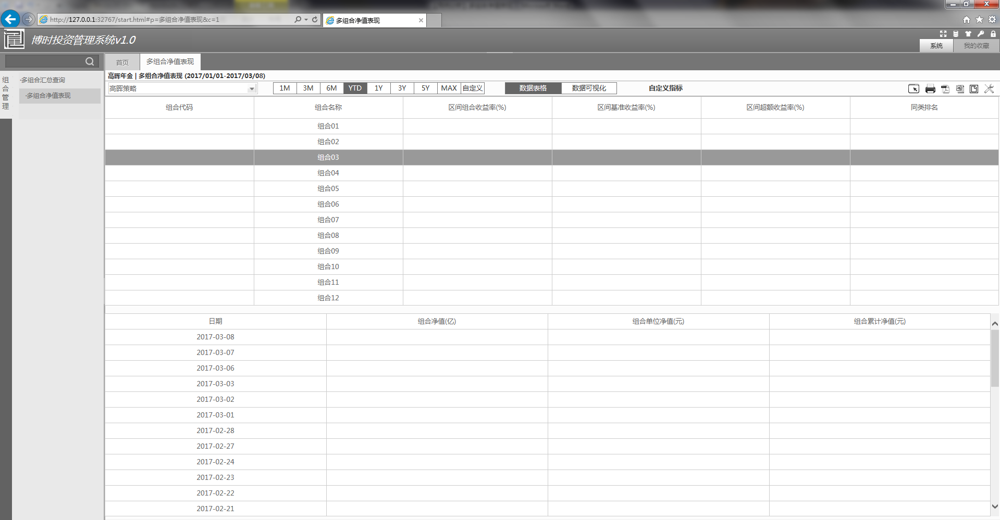 http://127.0.0.1:32767/start.html#p=多组合净值表现&c=1
多组合净值表现
博时投资管理系统v1.0
系统 我的收藏
首页 多组合净值表现
组合管理
·多组合汇总查询
·多组合净值表现
高晖年金 | 多组合净值表现 (2017/01/01-2017/03/08)
高晖策略 1M 3M 6M YTD 1Y 3Y 5Y MAX 自定义 数据表格 数据可视化 自定义指标
组合代码 组合名称 区间组合收益率(%) 区间基准收益率(%) 区间超额收益率(%) 同类排名
组合01
组合02
组合03
组合04
组合05
组合06
组合07
组合08
组合09
组合10
组合11
组合12
日期 组合净值(亿) 组合单位净值(元) 组合累计净值(元)
2017-03-08
2017-03-07
2017-03-06
2017-03-03
2017-03-02
2017-03-01
2017-02-28
2017-02-27
2017-02-24
2017-02-23
2017-02-22
2017-02-21